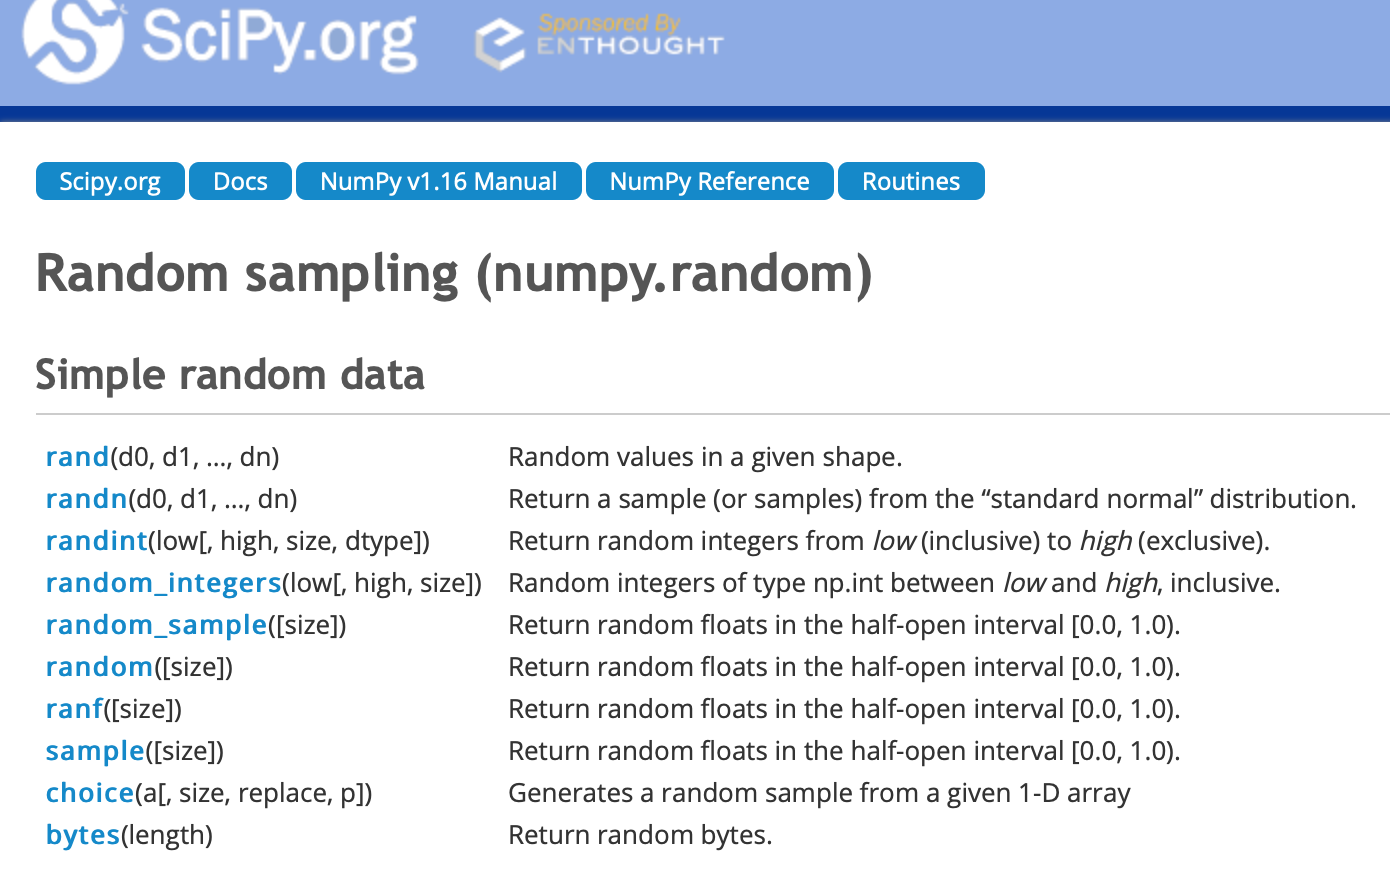 SciPy.org
Sponsored By
ENTHOUGHT
Scipy.org Docs NumPy v1.16 Manual NumPy Reference Routines
Random sampling (numpy.random)
Simple random data
rand(d0, d1, ..., dn) Random values in a given shape.
randn(d0, d1, ..., dn) Return a sample (or samples) from the “standard normal” distribution.
randint(low[, high, size, dtype]) Return random integers from low (inclusive) to high (exclusive).
random_integers(low[, high, size]) Random integers of type np.int between low and high, inclusive.
random_sample([size]) Return random floats in the half-open interval [0.0, 1.0).
random([size]) Return random floats in the half-open interval [0.0, 1.0).
ranf([size]) Return random floats in the half-open interval [0.0, 1.0).
sample([size]) Return random floats in the half-open interval [0.0, 1.0).
choice(a[, size, replace, p]) Generates a random sample from a given 1-D array
bytes(length) Return random bytes.